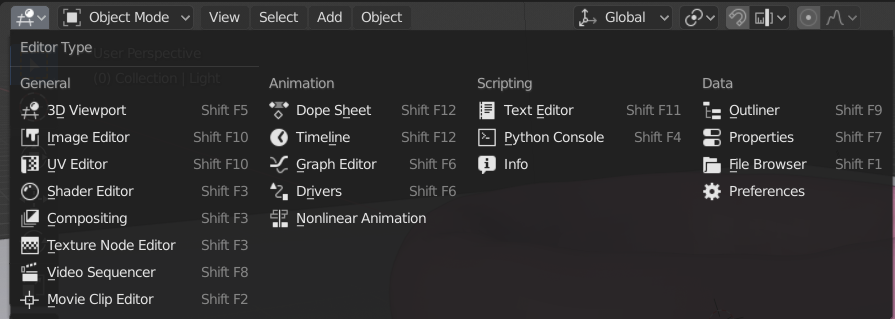 Object Mode View Select Add Object Global
Editor Type
User Perspective
(0) Collection | Light
General
3D Viewport Shift F5
Image Editor Shift F10
UV Editor Shift F10
Shader Editor Shift F3
Compositing Shift F3
Texture Node Editor Shift F3
Video Sequencer Shift F8
Movie Clip Editor Shift F2
Animation
Dope Sheet Shift F12
Timeline Shift F12
Graph Editor Shift F6
Drivers Shift F6
Nonlinear Animation
Scripting
Text Editor Shift F11
Python Console Shift F4
Info
Data
Outliner Shift F9
Properties Shift F7
File Browser Shift F1
Preferences